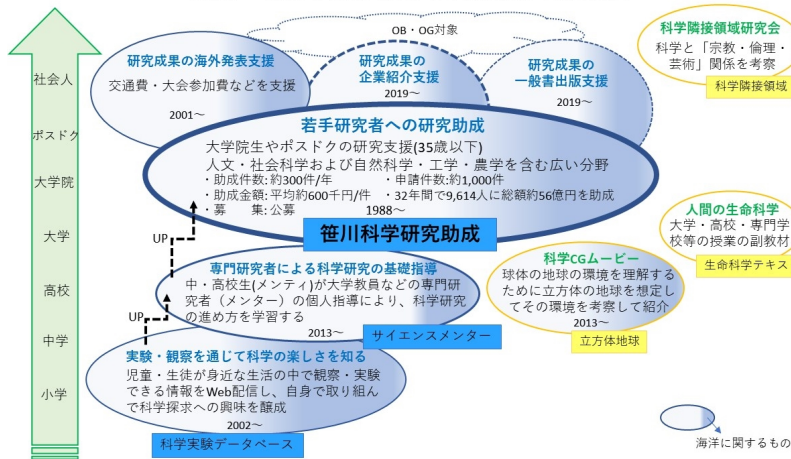 OB・OG対象
研究成果の海外発表支援
交通費・大会参加費などを支援
2001～
研究成果の
企業紹介支援
2019～
研究成果の
一般書出版支援
2019～
科学隣接領域研究会
科学と「宗教・倫理・
芸術」関係を考察
科学隣接領域
社会人
ポスドク
大学院
大学
高校
中学
小学
若手研究者への研究助成
大学院生やポスドクの研究支援(35歳以下)
人文・社会科学および自然科学・工学・農学を含む広い分野
・助成件数: 約300件/年 ・申請件数:約1,000件
・助成金額: 平均約600千円/件 ・32年間で9,614人に総額約56億円を助成
・募 集: 公募 1988～
笹川科学研究助成
UP
人間の生命科学
大学・高校・専門学
校等の授業の副教材
生命科学テキス
専門研究者による科学研究の基礎指導
中・高校生(メンティ)が大学教員などの専門研
究者（メンター）の個人指導により、科学研究
の進め方を学習する
2013～
サイエンスメンター
UP
科学CGムービー
球体の地球の環境を理解する
ために立方体の地球を想定し
てその環境を考察して紹介
2013～
立方体地球
実験・観察を通じて科学の楽しさを知る
児童・生徒が身近な生活の中で観察・実験
できる情報をWeb配信し、自身で取り組ん
で科学探求への興味を醸成
2002～
科学実験データベース
海洋に関するもの